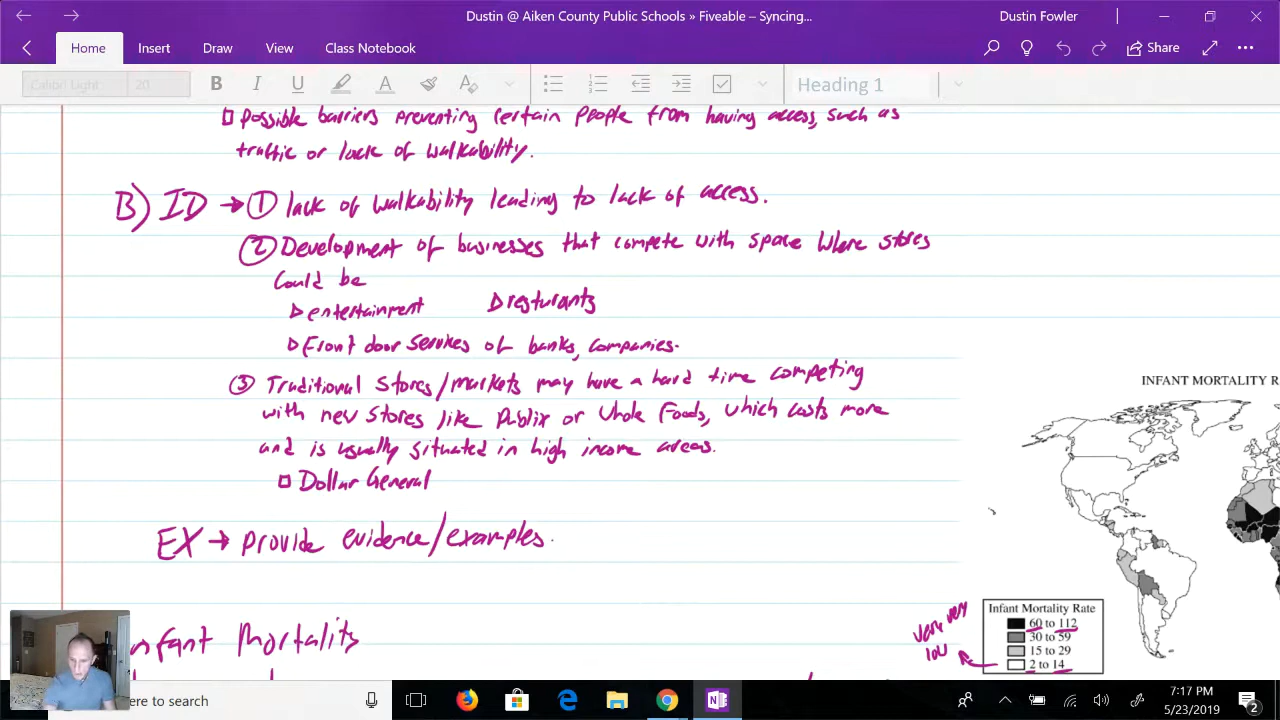 Dustin @ Aiken County Public Schools » Fiveable – Syncing...
Dustin Fowler
Home Insert Draw View Class Notebook
Share
Calibri Light 20
B I U A
Heading 1
Possible barriers preventing certain people from having access, such as
traffic or lack of walkability.
B) ID → ① lack of walkability leading to lack of access.
② Development of businesses that compete with space where stores
could be
▷ entertainment ▷ resturants
▷ Front door services of banks, companies.
③ Traditional stores/markets may have a hard time competing
with new stores like Publix or Whole Foods, which costs more
and is usually situated in high income areas.
Dollar General
EX → provide evidence/examples.
INFANT MORTALITY R
Infant Mortality Rate
60 to 112
30 to 59
15 to 29
2 to 14
very very
low
nfant Mortality
here to search
7:17 PM
5/23/2019
2